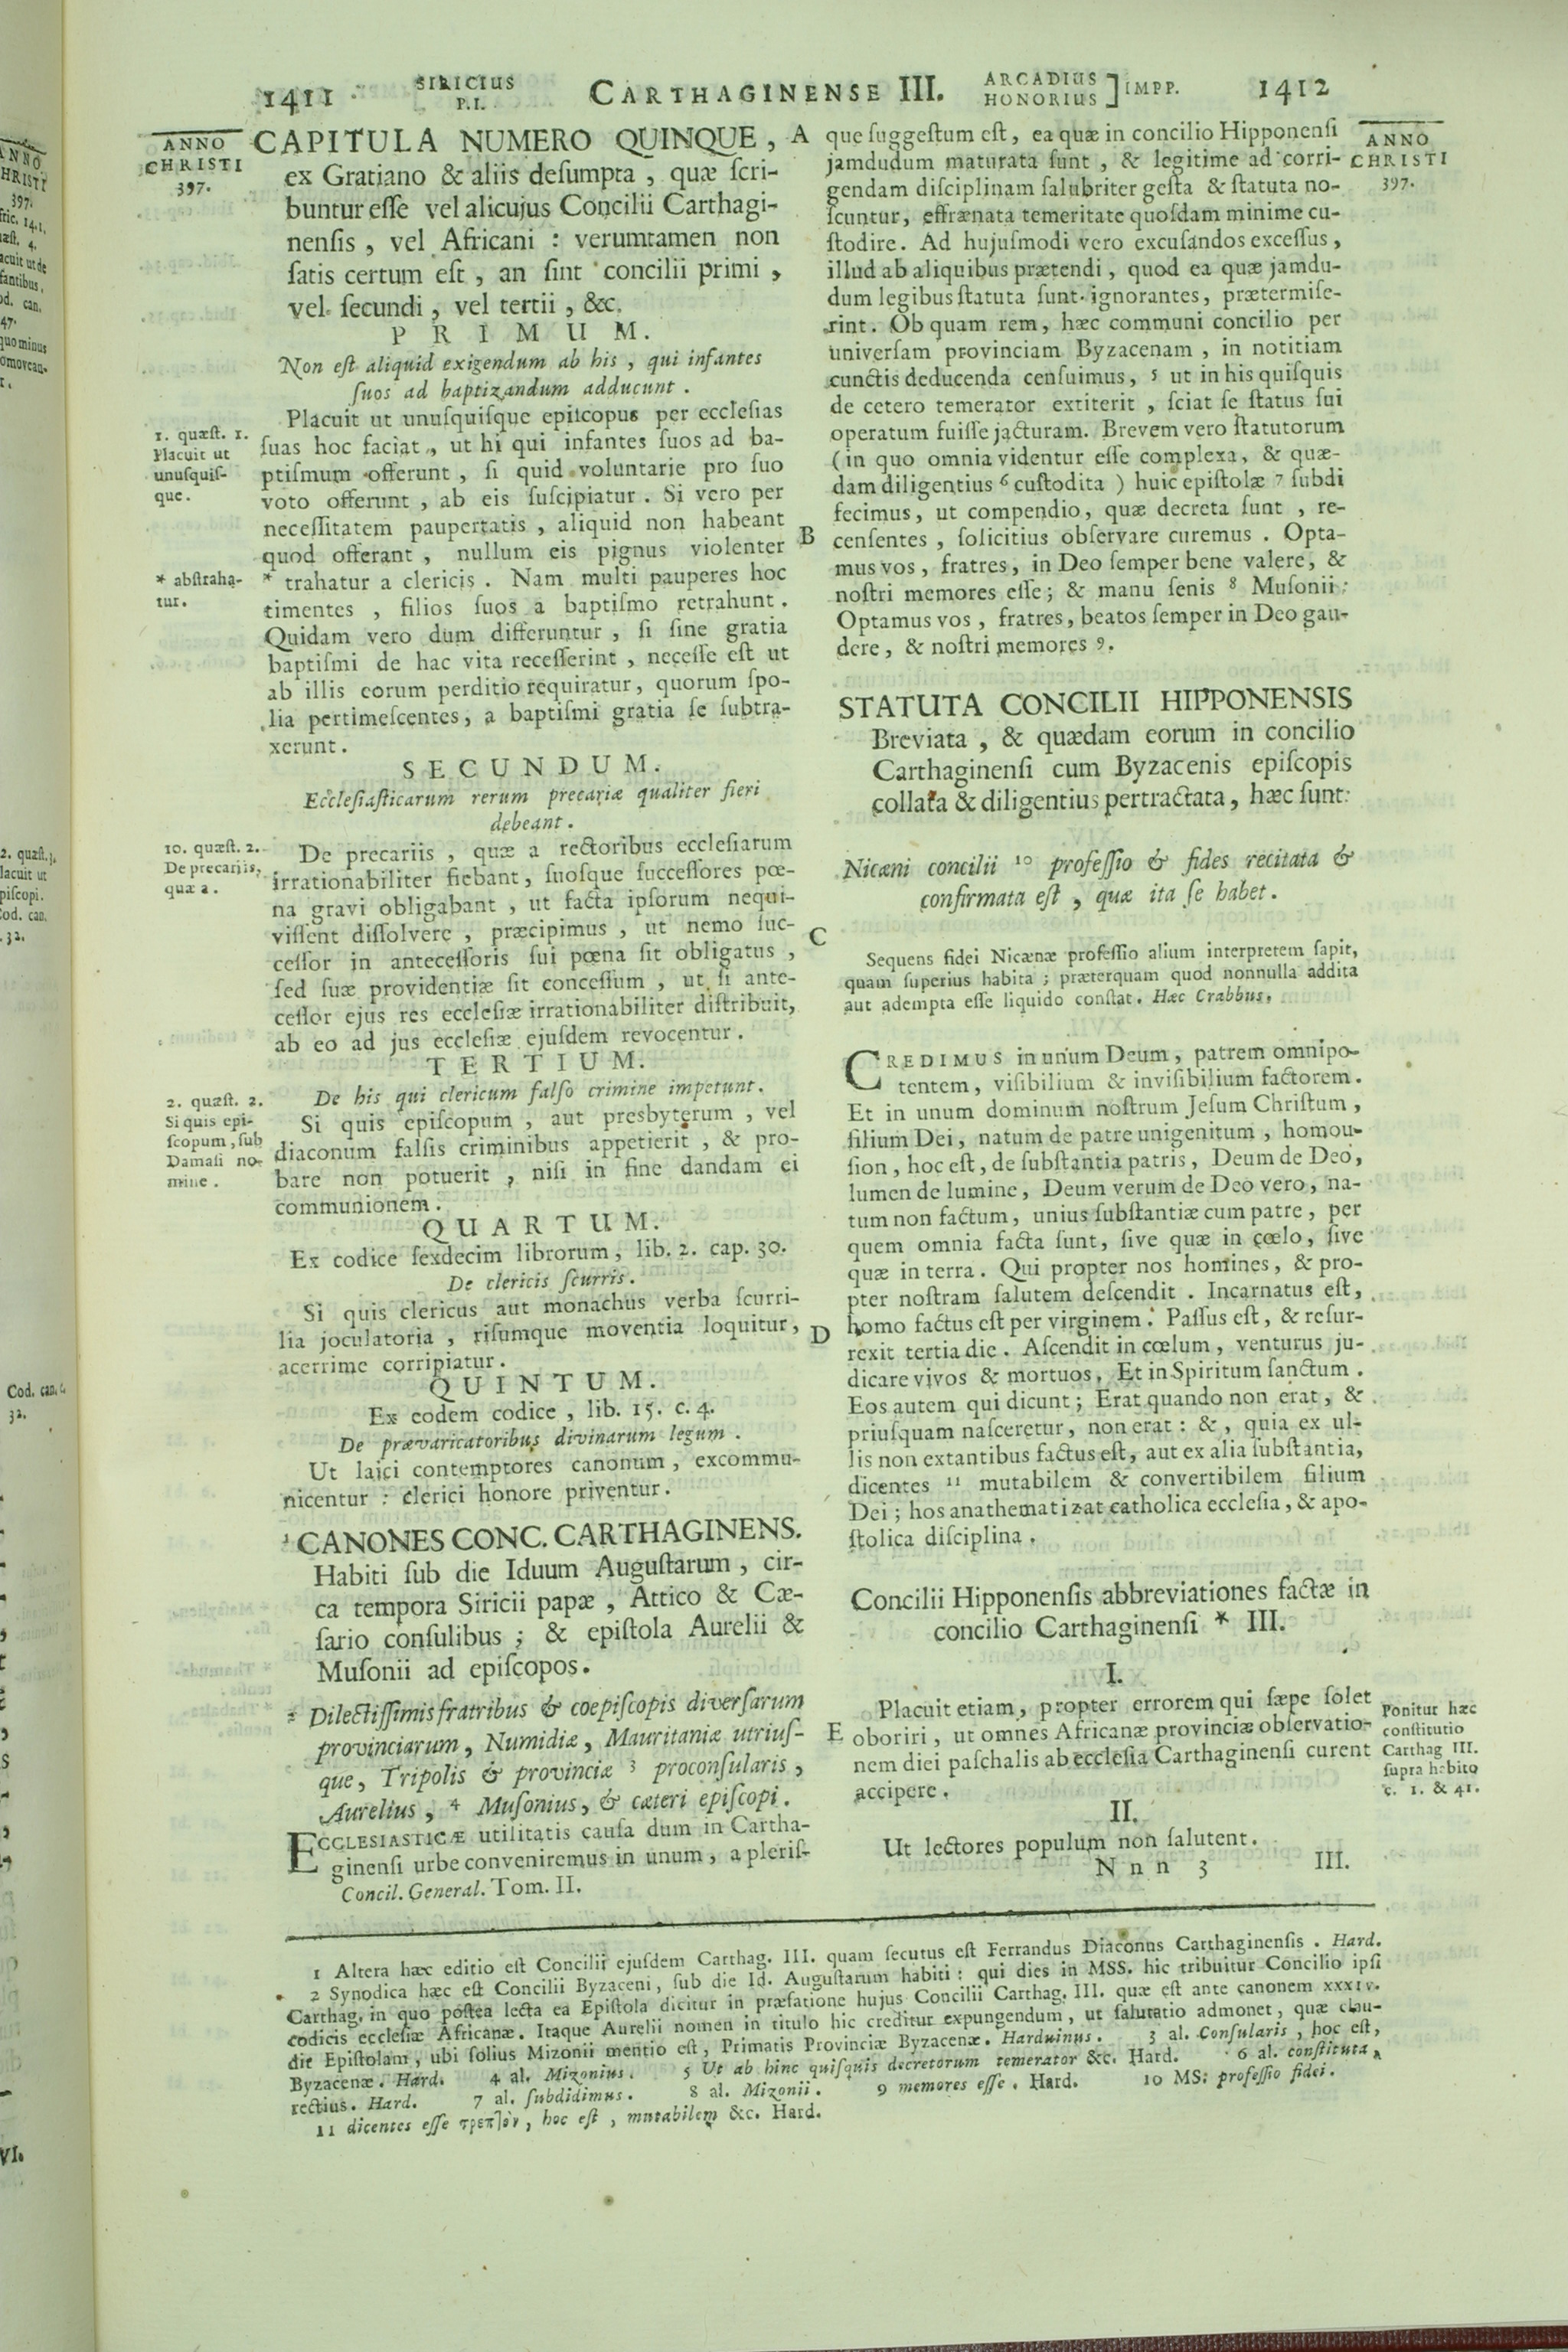 1411
SIRICIUS
P.I.
CARTHAGINENSE III.
ARCADIUS
HONORIUS ] IMPP.
1412
ANNO
CHRISTI
397.
CAPITULA NUMERO QUINQUE,
ex Gratiano & aliis deſumpta, quæ ſcri-
buntur eſſe vel alicujus Concilii Carthagi-
nenſis, vel Africani: verumtamen non
ſatis certum eſt, an ſint concilii primi,
vel ſecundi, vel tertii, &c.
PRIMUM.
Non eſt aliquid exigendum ab his, qui infantes
ſuos ad baptizandum adducunt.
Placuit ut unuſquiſque epiſcopus per eccleſias
ſuas hoc faciat, ut hi qui infantes ſuos ad ba-
ptiſmum offerunt, ſi quid voluntarie pro ſuo
voto offerunt, ab eis ſuſcipiatur. Si vero per
neceſſitatem paupertatis, aliquid non habeant
quod offerant, nullum eis pignus violenter
* trahatur a clericis. Nam multi pauperes hoc
timentes, filios ſuos a baptiſmo retrahunt.
Quidam vero dum differuntur, ſi ſine gratia
baptiſmi de hac vita receſſerint, neceſſe eſt ut
ab illis eorum perditio requiratur, quorum ſpo-
lia pertimeſcentes, a baptiſmi gratia ſe ſubtra-
xerunt.
1. quæſt. 1.
Placuit ut
unuſquiſ-
que.
* abſtraha-
tur.
SECUNDUM.
Eccleſiaſticarum rerum precariæ qualiter fieri
debeant.
De precariis, quæ a rectoribus eccleſiarum
irrationabiliter fiebant, ſuoſque ſucceſſores pœ-
na gravi obligabant, ut facta ipſorum nequi-
viſſent diſſolvere, præcipimus, ut nemo ſuc-
ceſſor in anteceſſoris ſui pœna ſit obligatus,
ſed ſuæ providentiæ ſit conceſſum, ut ſi ante-
ceſſor ejus res eccleſiæ irrationabiliter diſtribuit,
ab eo ad jus eccleſiæ ejuſdem revocentur.
10. quæſt. 2.
De precariis,
quæ a.
TERTIUM.
De his qui clericum falſo crimine impetunt.
Si quis epiſcopum, aut presbyterum, vel
diaconum falſis criminibus appetierit, & pro-
bare non potuerit, niſi in fine dandam ei
communionem.
2. quæſt. 2.
Si quis epi-
ſcopum, ſub
Damaſi no-
mine.
QUARTUM.
Ex codice ſexdecim librorum, lib. 2. cap. 30.
De clericis ſcurris.
Si quis clericus aut monachus verba ſcurri-
lia joculatoria, riſumque moventia loquitur,
acerrime corripiatur.
QUINTUM.
Ex eodem codice, lib. 15. c. 4.
De prævaricatoribus divinarum legum.
Ut laici contemptores canonum, excommu-
nicentur: clerici honore priventur.
1 CANONES CONC. CARTHAGINENS.
Habiti ſub die Iduum Auguſtarum, cir-
ca tempora Siricii papæ, Attico & Cæ-
ſario conſulibus; & epiſtola Aurelii &
Muſonii ad epiſcopos.
2 Dilectiſſimis fratribus & coepiſcopis diverſarum
provinciarum, Numidiæ, Mauritaniæ utriuſ-
que, Tripolis & provinciæ 3 proconſularis,
Aurelius, 4 Muſonius, & cæteri epiſcopi.
ECCLESIASTICÆ utilitatis cauſa dum in Cartha-
ginenſi urbe conveniremus in unum, a pleriſ-
Concil. General. Tom. II.
A
B
C
D
E
que ſuggeſtum eſt, ea quæ in concilio Hipponenſi
jamdudum maturata ſunt, & legitime ad corri-
gendam diſciplinam ſalubriter geſta & ſtatuta no-
ſcuntur, effrænata temeritate quoſdam minime cu-
ſtodire. Ad hujuſmodi vero excuſandos exceſſus,
illud ab aliquibus prætendi, quod ea quæ jamdu-
dum legibus ſtatuta ſunt ignorantes, prætermiſe-
rint. Ob quam rem, hæc communi concilio per
univerſam provinciam Byzacenam, in notitiam
cunctis deducenda cenſuimus, 5 ut in his quiſquis
de cetero temerator extiterit, ſciat ſe ſtatus ſui
operatum fuiſſe jacturam. Brevem vero ſtatutorum
(in quo omnia videntur eſſe complexa, & quæ-
dam diligentius 6 cuſtodita) huic epiſtolæ 7 ſubdi
fecimus, ut compendio, quæ decreta ſunt, re-
cenſentes, ſolicitius obſervare curemus. Opta-
mus vos, fratres, in Deo ſemper bene valere, &
noſtri memores eſſe; & manu ſenis 8 Muſonii:
Optamus vos, fratres, beatos ſemper in Deo gau-
dere, & noſtri memores 9.
ANNO
CHRISTI
397.
STATUTA CONCILII HIPPONENSIS
Breviata, & quædam eorum in concilio
Carthaginenſi cum Byzacenis epiſcopis
collata & diligentius pertractata, hæc ſunt:
Nicæni concilii 10 profeſſio & fides recitata &
confirmata eſt, quæ ita ſe habet.
Sequens fidei Nicænæ profeſſio alium interpretem ſapit,
quam ſuperius habita; præterquam quod nonnulla addita
aut adempta eſſe liquido conſtat. Hæc Crabbus.
CREDIMUS in unum Deum, patrem omnipo-
tentem, viſibilium & inviſibilium factorem.
Et in unum dominum noſtrum Jeſum Chriſtum,
filium Dei, natum de patre unigenitum, homou-
ſion, hoc eſt, de ſubſtantia patris, Deum de Deo,
lumen de lumine, Deum verum de Deo vero, na-
tum non factum, unius ſubſtantiæ cum patre, per
quem omnia facta ſunt, ſive quæ in cœlo, ſive
quæ in terra. Qui propter nos homines, & pro-
pter noſtram ſalutem deſcendit. Incarnatus eſt,
homo factus eſt per virginem. Paſſus eſt, & reſur-
rexit tertia die. Aſcendit in cœlum, venturus ju-
dicare vivos & mortuos. Et in Spiritum ſanctum.
Eos autem qui dicunt; Erat quando non erat, &
priuſquam naſceretur, non erat: &, quia ex ul-
lis non extantibus factus eſt, aut ex alia ſubſtantia,
dicentes 11 mutabilem & convertibilem filium
Dei; hos anathematizat catholica eccleſia, & apo-
ſtolica diſciplina.
Concilii Hipponenſis abbreviationes factæ in
concilio Carthaginenſi * III.
I.
Placuit etiam, propter errorem qui ſæpe ſolet
oboriri, ut omnes Africanæ provinciæ obſervatio-
nem diei paſchalis ab eccleſia Carthaginenſi curent
accipere.
Ponitur hæc
conſtitutio
Carthag III.
ſupra habito
c. 1. & 41.
II.
Ut lectores populum non ſalutent.
Nnn 3
III.
1 Altera hæc editio eſt Concilii ejuſdem Carthag. III. quam ſecutus eſt Ferrandus Diaconus Carthaginenſis. Hard.
2 Synodica hæc eſt Concilii Byzaceni, ſub die Id. Auguſtarum habiti: qui dies in MSS. hic tribuitur Concilio ipſi
Carthag. in quo poſtea lecta ea Epiſtola dicitur in præfatione hujus Concilii Carthag. III. quæ eſt ante canonem XXXIV.
codicis eccleſiæ Africanæ. Itaque Aurelii nomen in titulo hic creditur expungendum, ut ſalutatio admonet, quæ clau-
dit Epiſtolam, ubi ſolius Mizonii mentio eſt, Primatis Provinciæ Byzacenæ. Harduinus. 3 al. Conſularis, hoc eſt,
Byzacenæ. Hard. 4 al. Mizonius. 5 Ut ab hinc quiſquis decretorum temerator &c. Hard. 6 al. conſtituta,
rectius. Hard. 7 al. ſubdidimus. 8 al. Mizonii. 9 memores eſſe. Hard. 10 MS. profeſſio fidei.
11 dicentes eſſe τρεπτὸν, hoc eſt, mutabilem &c. Hard.